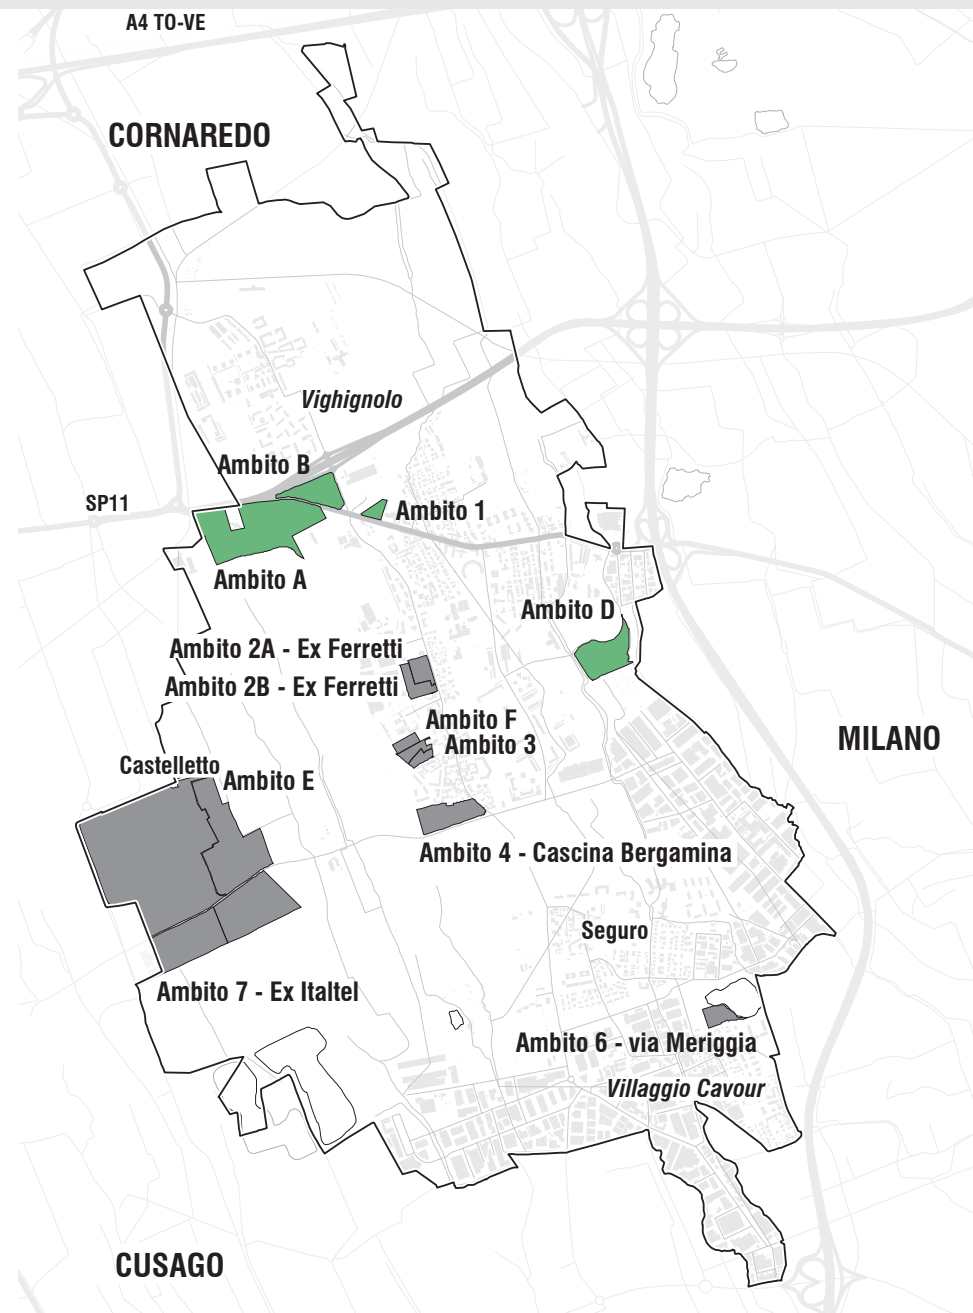 A4 TO-VE
CORNAREDO
Vighignolo
Ambito B
SP11
Ambito 1
Ambito A
Ambito D
Ambito 2A - Ex Ferretti
Ambito 2B - Ex Ferretti
Ambito F
Ambito 3
MILANO
Castelletto
Ambito E
Ambito 4 - Cascina Bergamina
Seguro
Ambito 7 - Ex Italtel
Ambito 6 - via Meriggia
Villaggio Cavour
CUSAGO